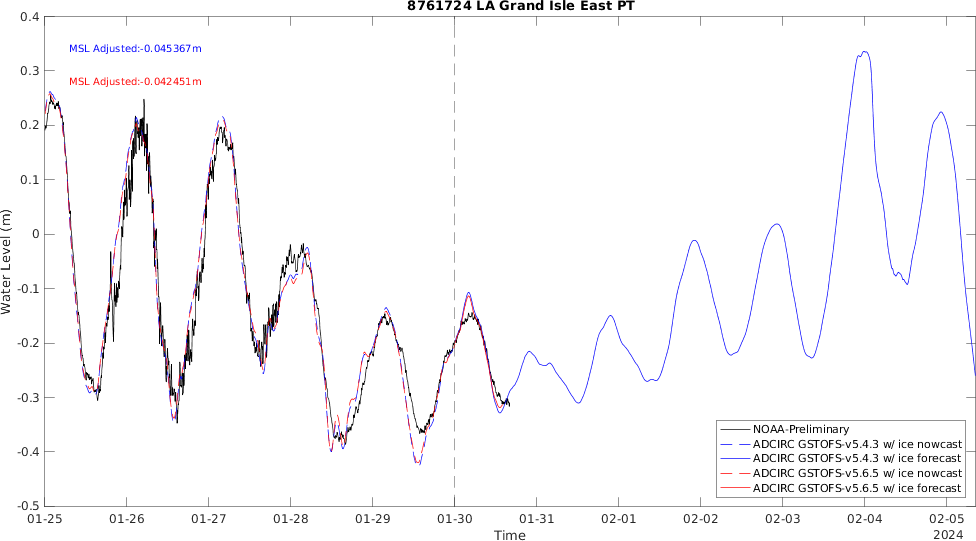 8761724 LA Grand Isle East PT
MSL Adjusted:-0.045367m
MSL Adjusted:-0.042451m
Water Level (m)
0.4
0.3
0.2
0.1
0
-0.1
-0.2
-0.3
-0.4
-0.5
NOAA-Preliminary
ADCIRC GSTOFS-v5.4.3 w/ ice nowcast
ADCIRC GSTOFS-v5.4.3 w/ ice forecast
ADCIRC GSTOFS-v5.6.5 w/ ice nowcast
ADCIRC GSTOFS-v5.6.5 w/ ice forecast
01-25 01-26 01-27 01-28 01-29 01-30 01-31 02-01 02-02 02-03 02-04 02-05
Time
2024